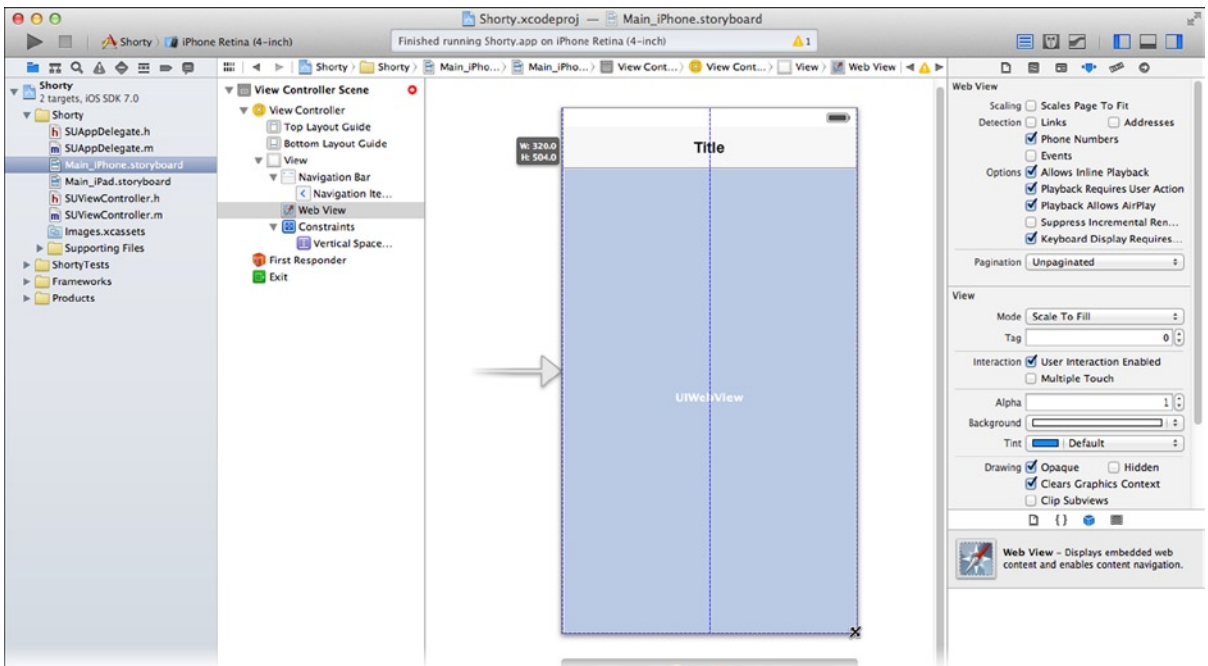 Shorty.xcodeproj — Main_iPhone.storyboard
Shorty iPhone Retina (4-inch)
Finished running Shorty.app on iPhone Retina (4-inch) 1
Shorty Shorty Main_iPho... Main_iPho... View Cont... View Cont... View Web View
Shorty
2 targets, iOS SDK 7.0
Shorty
h SUAppDelegate.h
m SUAppDelegate.m
Main_iPhone.storyboard
Main_iPad.storyboard
h SUViewController.h
m SUViewController.m
Images.xcassets
Supporting Files
ShortyTests
Frameworks
Products
View Controller Scene
View Controller
Top Layout Guide
Bottom Layout Guide
View
Navigation Bar
Navigation Ite...
Web View
Constraints
Vertical Space...
First Responder
Exit
W: 320.0
H: 504.0
Title
UIWebView
Web View
Scaling Scales Page To Fit
Detection Links Addresses
Phone Numbers
Events
Options Allows Inline Playback
Playback Requires User Action
Playback Allows AirPlay
Suppress Incremental Ren...
Keyboard Display Requires...
Pagination Unpaginated
View
Mode Scale To Fill
Tag 0
Interaction User Interaction Enabled
Multiple Touch
Alpha 1
Background
Tint Default
Drawing Opaque Hidden
Clears Graphics Context
Clip Subviews
{ }
Web View – Displays embedded web
content and enables content navigation.